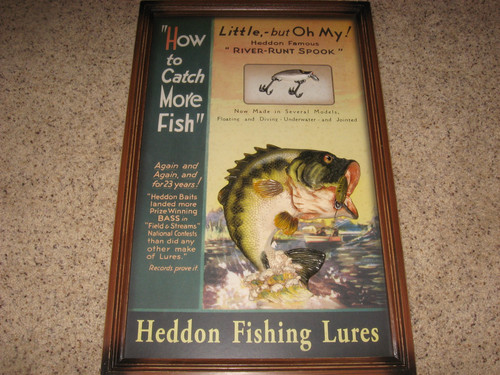 "How
to
Catch
More
Fish"
Again and
Again, and
for 23 years!
"Heddon Baits
landed more
Prize Winning
BASS in
"Field & Streams"
National Contests
than did any
other make
of Lures."
Records prove it
Little,-but Oh My!
Heddon Famous
"RIVER-RUNT SPOOK"
Now Made in Several Models,
Floating and Diving - Underwater - and Jointed
Heddon Fishing Lures